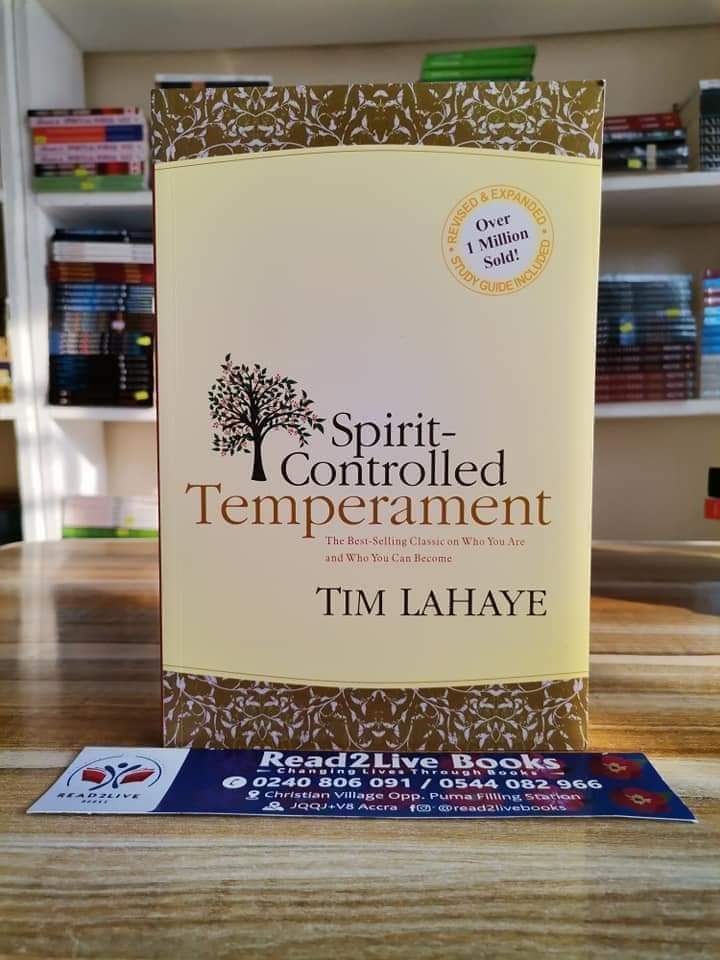 REVISED & EXPANDED
Over
1 Million
Sold!
STUDY GUIDE INCLUDED
Spirit-
Controlled
Temperament
The Best-Selling Classic on Who You Are
and Who You Can Become
TIM LAHAYE
READ2LIVE
BOOKS
Read2Live Books
Changing Lives Through Books
0240 806 091 / 0544 082 966
Christian Village Opp. Puma Filling Station
JQQJ+V8 Accra @read2livebooks